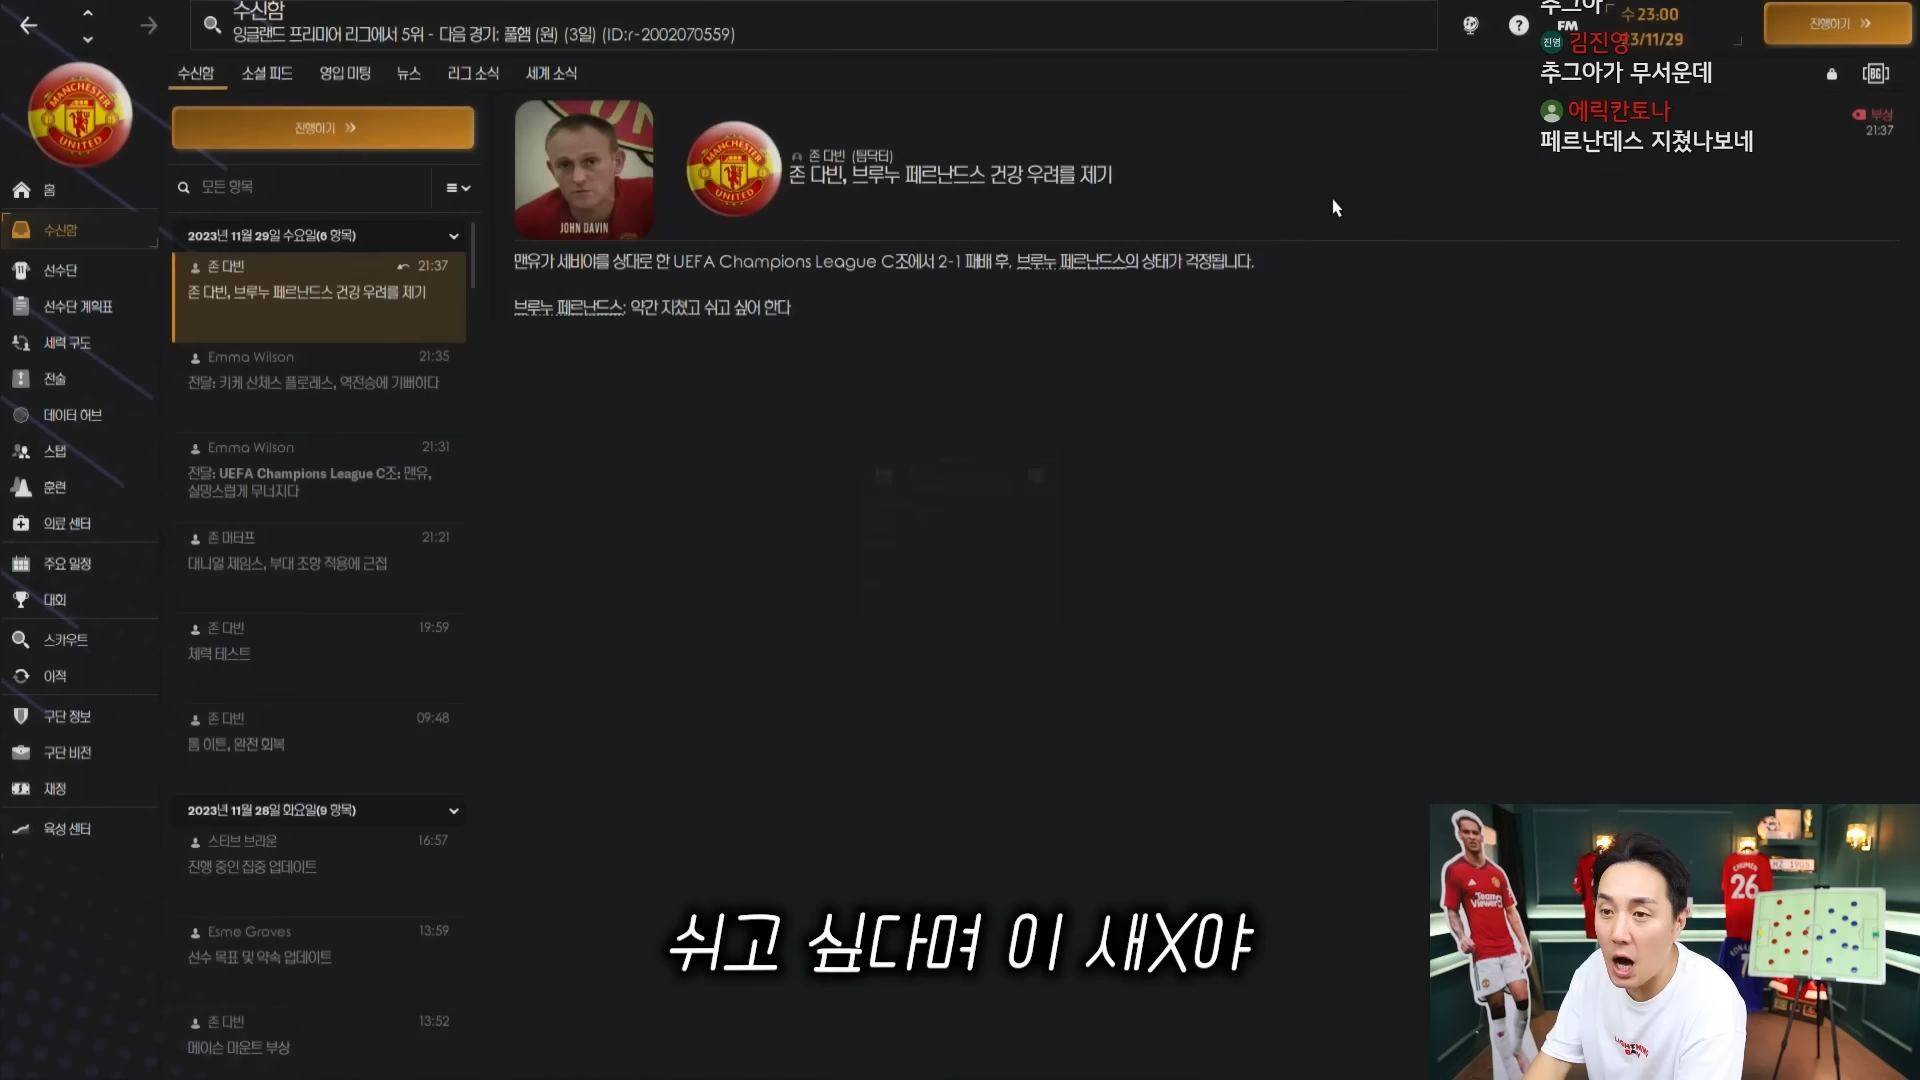 수신함
잉글랜드 프리미어 리그에서 5위 - 다음 경기: 풀햄 (원) (3일) (ID:r-2002070559)
FM
수 23:00
3/11/29
진행하기
추그아
진영 김진영
추그아가 무서운데
에릭칸토나
페르난데스 지쳤나보네
수신함 소셜 피드 영입 미팅 뉴스 리그 소식 세계 소식
진행하기
모든 항목
MANCHESTER UNITED
홈
수신함
선수단
선수단 계획표
세력 구도
전술
데이터 허브
스탭
훈련
의료 센터
주요 일정
대회
스카우트
이적
구단 정보
구단 비전
재정
육성 센터
2023년 11월 29일 수요일(6 항목)
존 다빈 21:37
존 다빈, 브루누 페르난드스 건강 우려를 제기
Emma Wilson 21:35
전달: 키케 산체스 플로레스, 역전승에 기뻐하다
Emma Wilson 21:31
전달: UEFA Champions League C조: 맨유,
실망스럽게 무너지다
존 머터프 21:21
대니얼 제임스, 부대 조항 적용에 근접
존 다빈 19:59
체력 테스트
존 다빈 09:48
톰 이튼, 완전 회복
2023년 11월 28일 화요일(9 항목)
스티브 브라운 16:57
진행 중인 집중 업데이트
Esme Groves 13:59
선수 목표 및 약속 업데이트
존 다빈 13:52
메이슨 마운트 부상
JOHN DAVIN
MANCHESTER UNITED
존 다빈 (팀닥터)
존 다빈, 브루누 페르난드스 건강 우려를 제기
부상
21:37
맨유가 세비야를 상대로 한 UEFA Champions League C조에서 2-1 패배 후, 브루누 페르난드스의 상태가 걱정됩니다.
브루누 페르난드스: 약간 지쳤고 쉬고 싶어 한다
쉬고 싶다며 이 새X야
TeamViewer
26